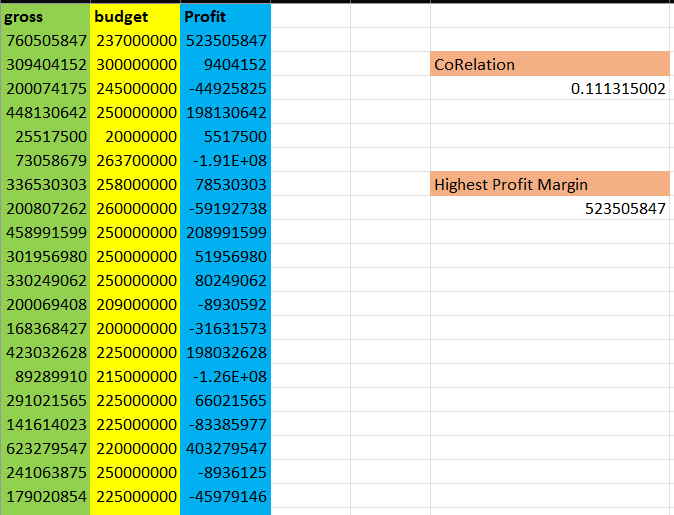 gross budget Profit
760505847 237000000 523505847
309404152 300000000 9404152 CoRelation
200074175 245000000 -44925825 0.111315002
448130642 250000000 198130642
25517500 20000000 5517500
73058679 263700000 -1.91E+08
336530303 258000000 78530303 Highest Profit Margin
200807262 260000000 -59192738 523505847
458991599 250000000 208991599
301956980 250000000 51956980
330249062 250000000 80249062
200069408 209000000 -8930592
168368427 200000000 -31631573
423032628 225000000 198032628
89289910 215000000 -1.26E+08
291021565 225000000 66021565
141614023 225000000 -83385977
623279547 220000000 403279547
241063875 250000000 -8936125
179020854 225000000 -45979146